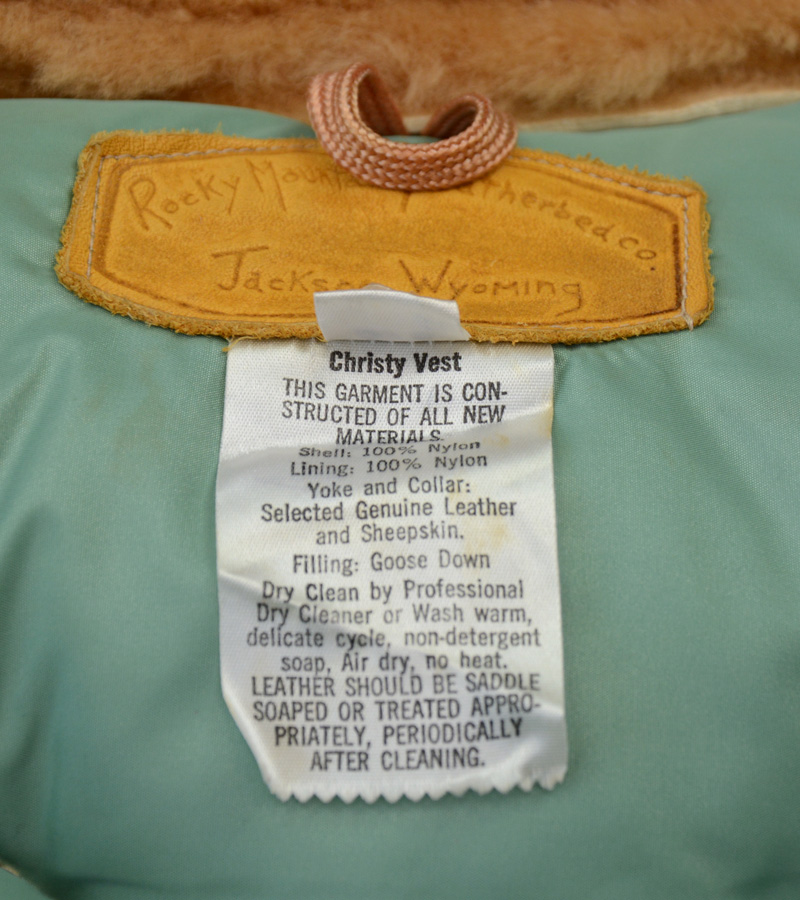 Rocky Mountain Featherbed co.
Jackson Wyoming
Christy Vest
THIS GARMENT IS CON-
STRUCTED OF ALL NEW
MATERIALS.
Shell: 100% Nylon
Lining: 100% Nylon
Yoke and Collar:
Selected Genuine Leather
and Sheepskin.
Filling: Goose Down
Dry Clean by Professional
Dry Cleaner or Wash warm,
delicate cycle, non-detergent
soap, Air dry, no heat.
LEATHER SHOULD BE SADDLE
SOAPED OR TREATED APPRO-
PRIATELY, PERIODICALLY
AFTER CLEANING.